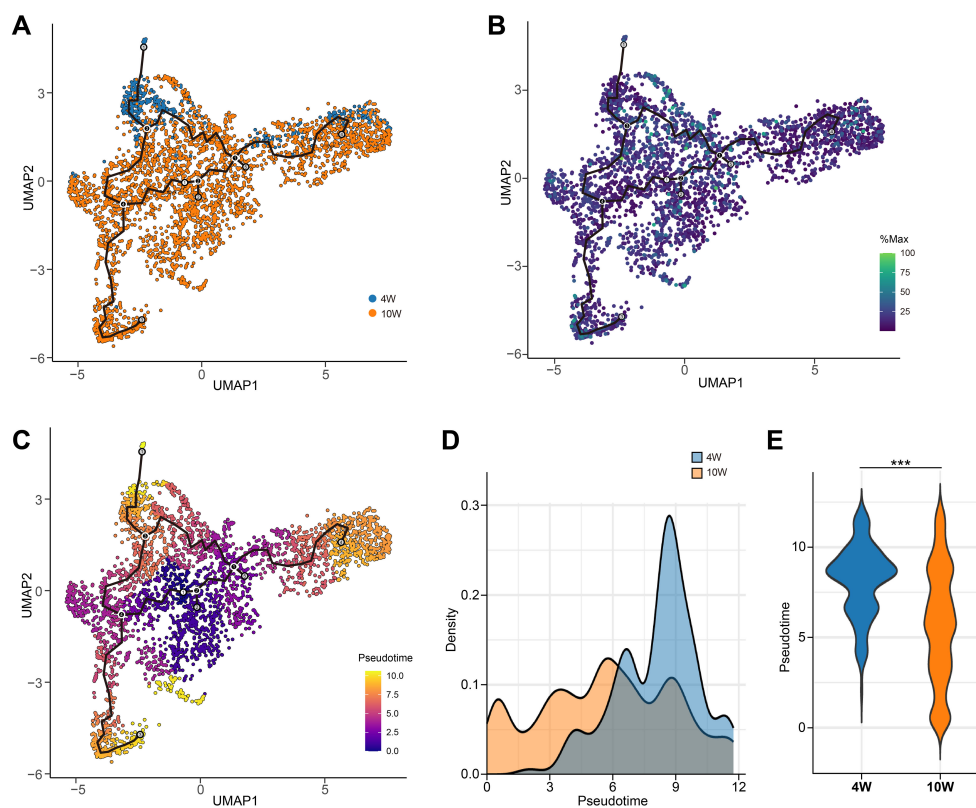 A
3
0
−3
−6
UMAP2
−5
0
5
UMAP1
4W
10W
B
3
0
−3
−6
UMAP2
−5
0
5
UMAP1
%Max
100
75
50
25
C
3
0
−3
−6
UMAP2
−5
0
5
UMAP1
Pseudotime
10.0
7.5
5.0
2.5
0.0
D
4W
10W
0.3
0.2
0.1
0.0
Density
0
3
6
9
12
Pseudotime
E
***
10
5
0
Pseudotime
4W
10W